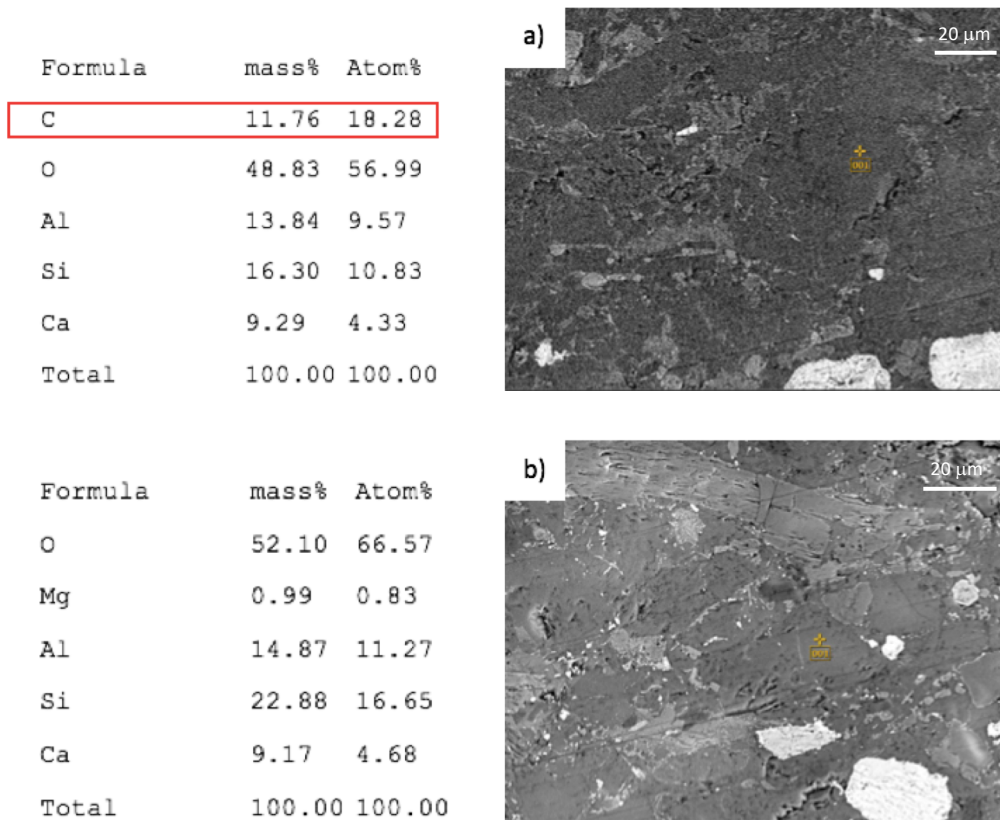 a)
20 µm
Formula mass% Atom%
C 11.76 18.28
O 48.83 56.99
Al 13.84 9.57
Si 16.30 10.83
Ca 9.29 4.33
Total 100.00 100.00
001
b)
20 µm
Formula mass% Atom%
O 52.10 66.57
Mg 0.99 0.83
Al 14.87 11.27
Si 22.88 16.65
Ca 9.17 4.68
Total 100.00 100.00